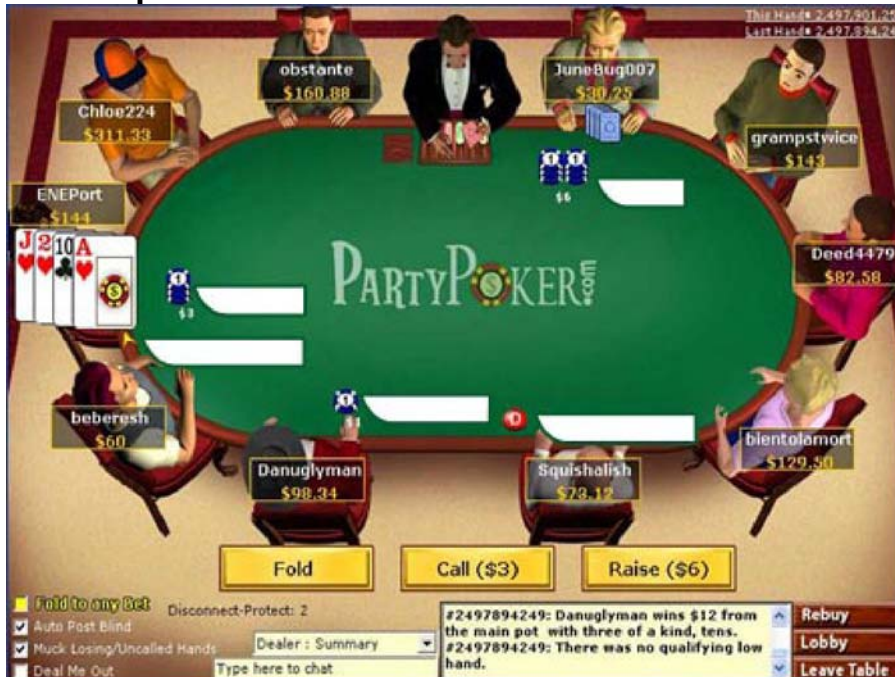 This Hand# 2,497,901,
Last Hand# 2,497,894,24
obstante
$160.88
JuneBug007
$30.25
Chloe224
$311.33
grampstwice
$143
ENEPort
$144
J 2 10 A
$6
Deed4479
$82.58
PARTYPOKER.com
$3
beberesh
$60
D
bientolamort
$129.50
Danuglyman
$98.34
Squishalish
$73.12
Fold
Call ($3)
Raise ($6)
Fold to any Bet
Disconnect-Protect: 2
Auto Post Blind
Muck Losing/Uncalled Hands
Deal Me Out
Dealer : Summary
Type here to chat
#2497894249: Danuglyman wins $12 from
the main pot with three of a kind, tens.
#2497894249: There was no qualifying low
hand.
Rebuy
Lobby
Leave Table